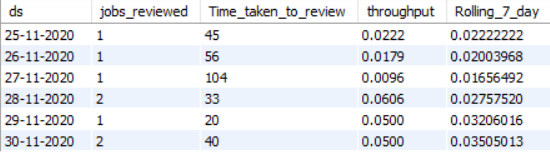 ds jobs_reviewed Time_taken_to_review throughput Rolling_7_day
25-11-2020 1 45 0.0222 0.02222222
26-11-2020 1 56 0.0179 0.02003968
27-11-2020 1 104 0.0096 0.01656492
28-11-2020 2 33 0.0606 0.02757520
29-11-2020 1 20 0.0500 0.03206016
30-11-2020 2 40 0.0500 0.03505013